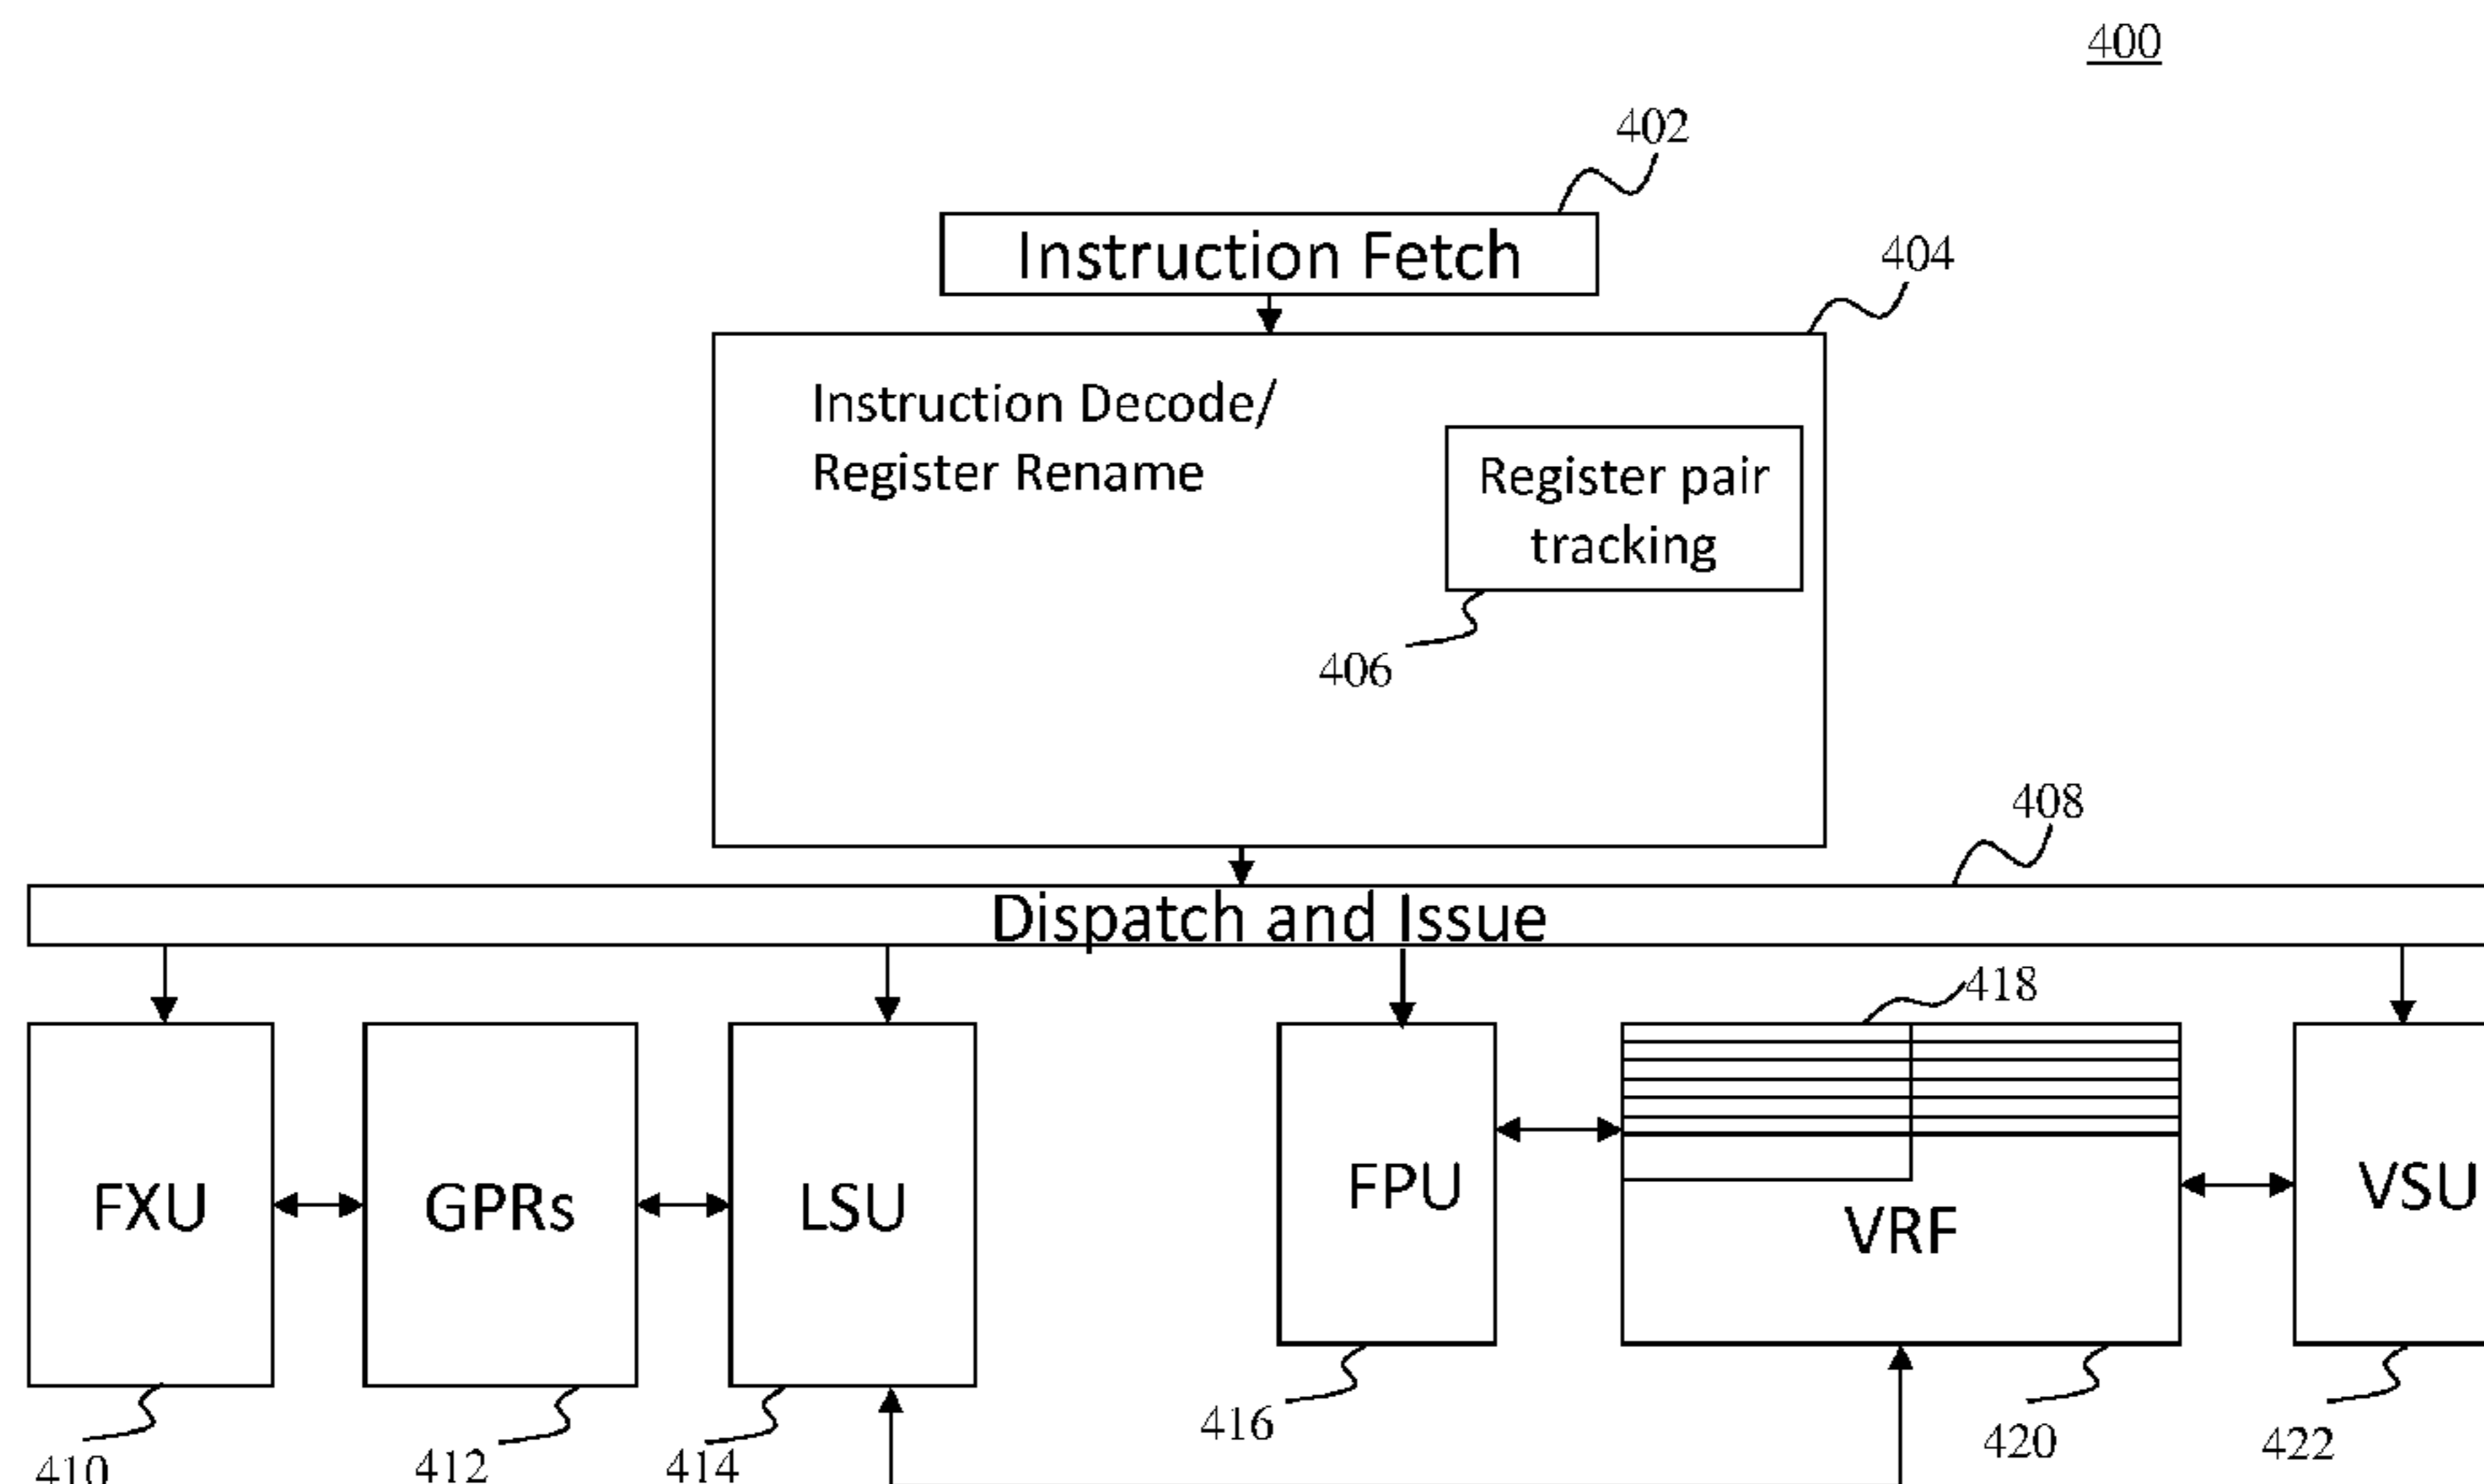 400
402
Instruction Fetch
404
Instruction Decode/
Register Rename
Register pair
tracking
406
408
Dispatch and Issue
418
FXU
GPRs
LSU
FPU
VRF
VSU
410
412
414
416
420
422